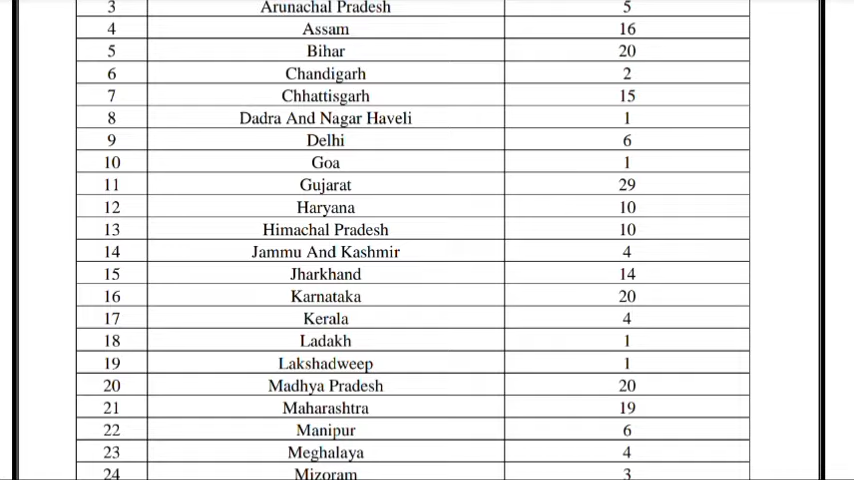 3 Arunachal Pradesh 5
4 Assam 16
5 Bihar 20
6 Chandigarh 2
7 Chhattisgarh 15
8 Dadra And Nagar Haveli 1
9 Delhi 6
10 Goa 1
11 Gujarat 29
12 Haryana 10
13 Himachal Pradesh 10
14 Jammu And Kashmir 4
15 Jharkhand 14
16 Karnataka 20
17 Kerala 4
18 Ladakh 1
19 Lakshadweep 1
20 Madhya Pradesh 20
21 Maharashtra 19
22 Manipur 6
23 Meghalaya 4
24 Mizoram 3